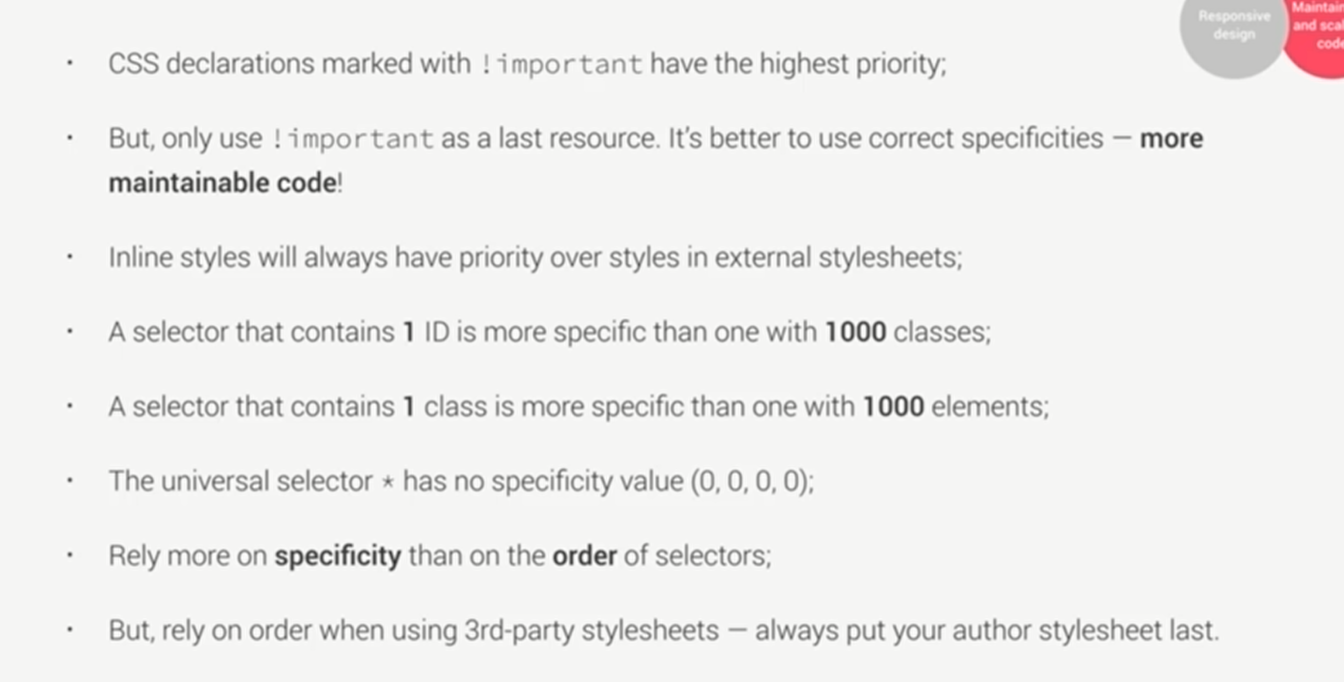 Responsive
design
Maintain
and scal
code
· CSS declarations marked with !important have the highest priority;
· But, only use !important as a last resource. It's better to use correct specificities — more
maintainable code!
· Inline styles will always have priority over styles in external stylesheets;
· A selector that contains 1 ID is more specific than one with 1000 classes;
· A selector that contains 1 class is more specific than one with 1000 elements;
· The universal selector * has no specificity value (0, 0, 0, 0);
· Rely more on specificity than on the order of selectors;
· But, rely on order when using 3rd-party stylesheets — always put your author stylesheet last.